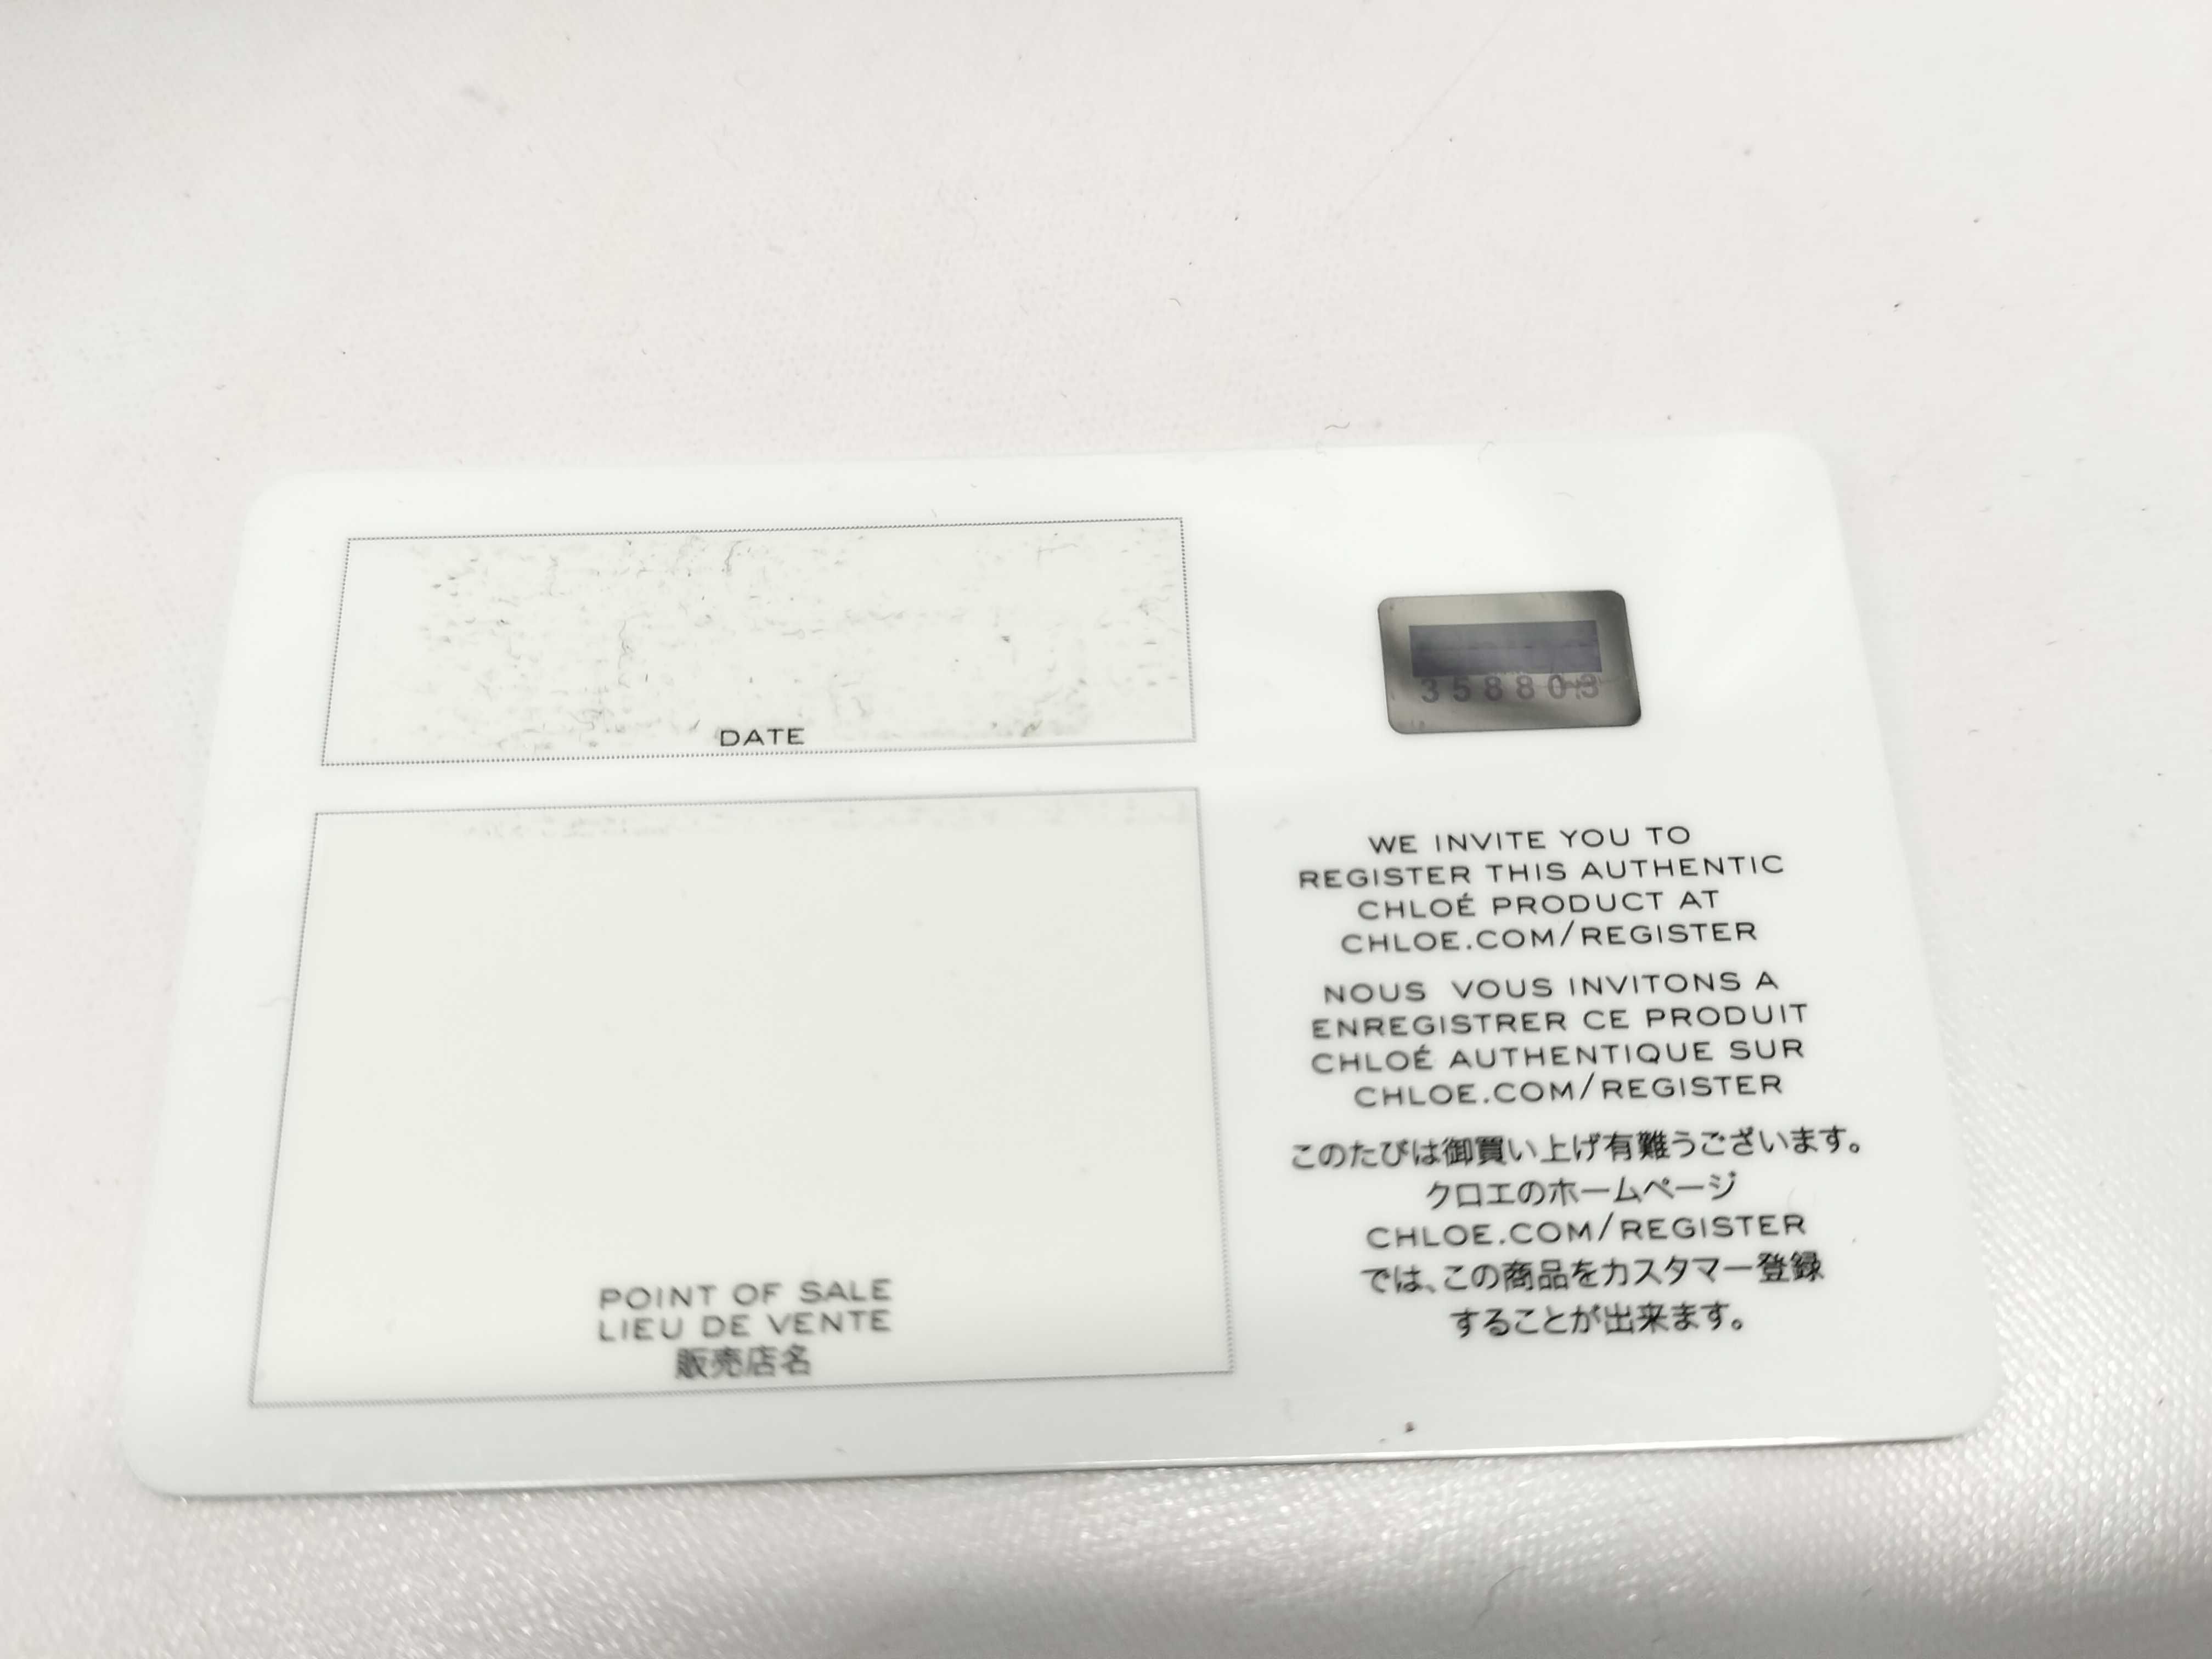 DATE
POINT OF SALE
LIEU DE VENTE
販売店名
358803
WE INVITE YOU TO
REGISTER THIS AUTHENTIC
CHLOÉ PRODUCT AT
CHLOE.COM/REGISTER
NOUS VOUS INVITONS A
ENREGISTRER CE PRODUIT
CHLOÉ AUTHENTIQUE SUR
CHLOE.COM/REGISTER
このたびは御買い上げ有難うございます。
クロエのホームページ
CHLOE.COM/REGISTER
では、この商品をカスタマー登録
することが出来ます。